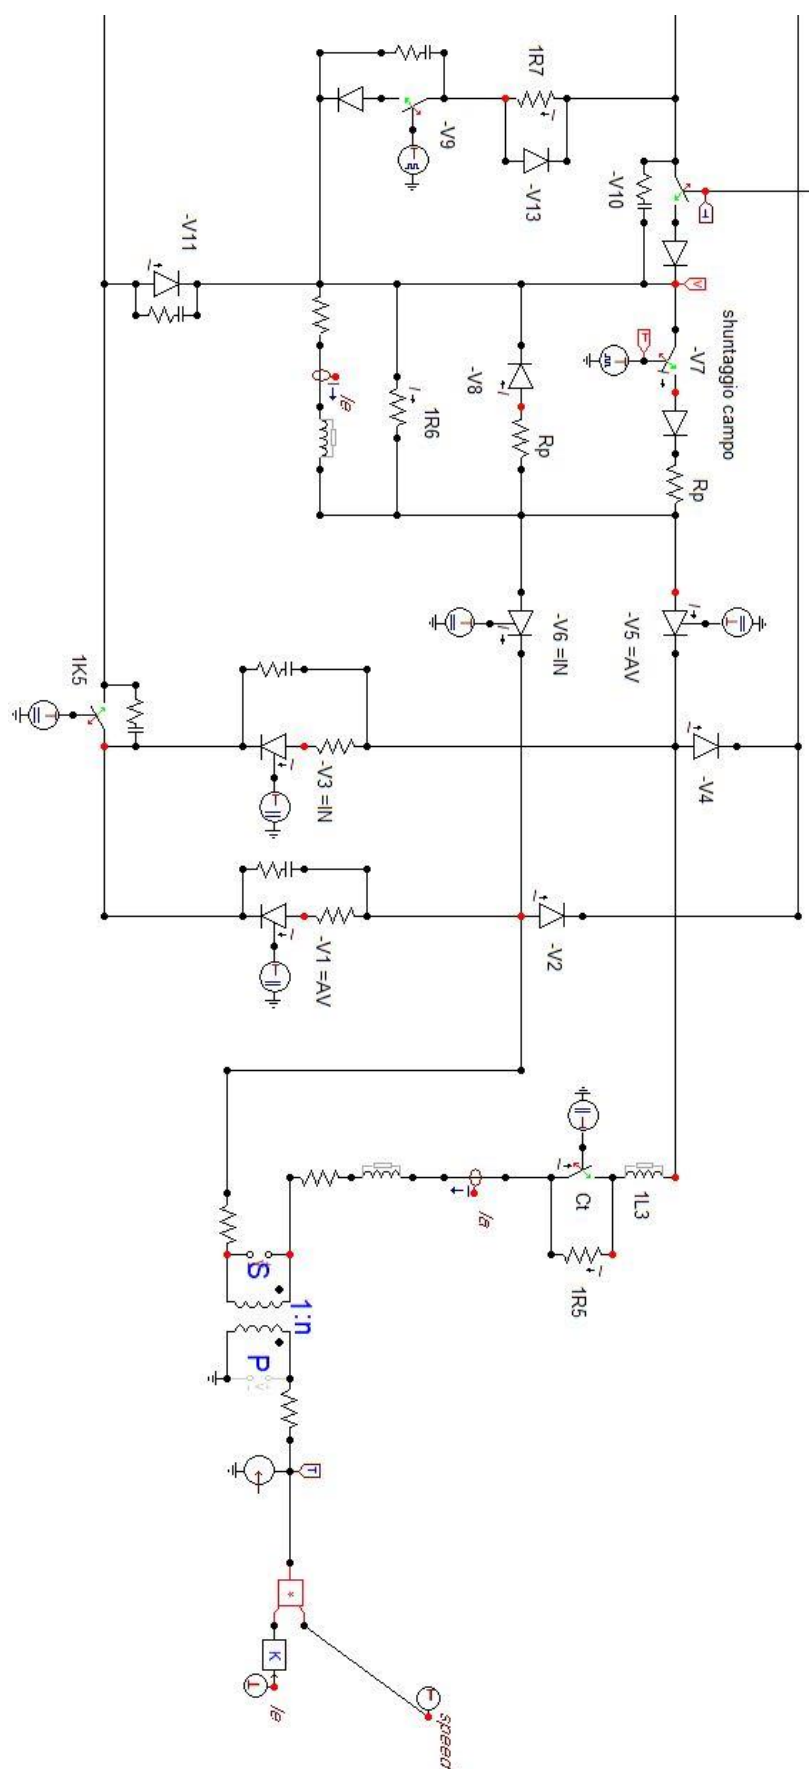 1R7
-V9
-V13
-V10
-V11
V
shuntaggio campo
-V7
-V8
Ie
1R6
Rp
Rp
-V6 =IN
-V5 =AV
1K5
-V3 =IN
-V4
-V1 =AV
-V2
Ct
1L3
Ia
1R5
S
1:n
P
T
*
K
Ie
speed